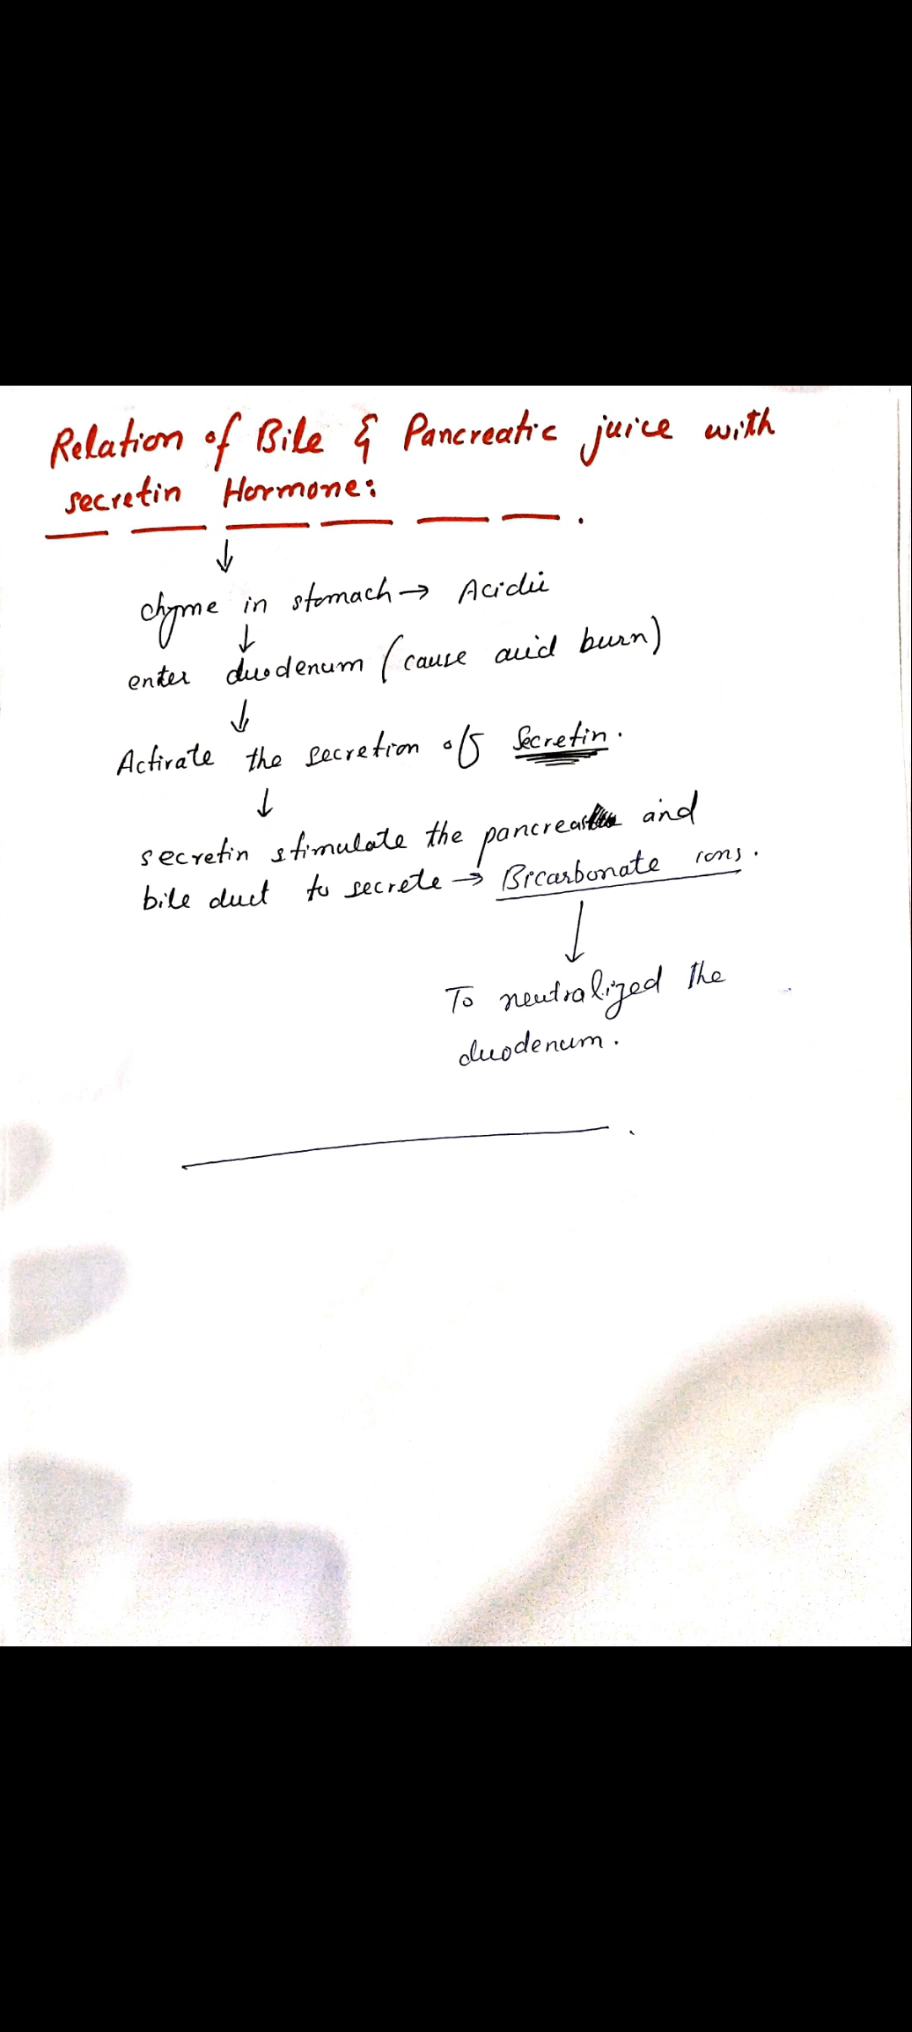 Relation of Bile & Pancreatic juice with
secretin Hormone:
↓
chyme in stomach → Acidic
↓
enter duodenum (cause acid burn)
↓
Activate the secretion of Secretin.
↓
secretin stimulate the pancreas and
bile duct to secrete → Bicarbonate ions.
↓
To neutralized the
duodenum.